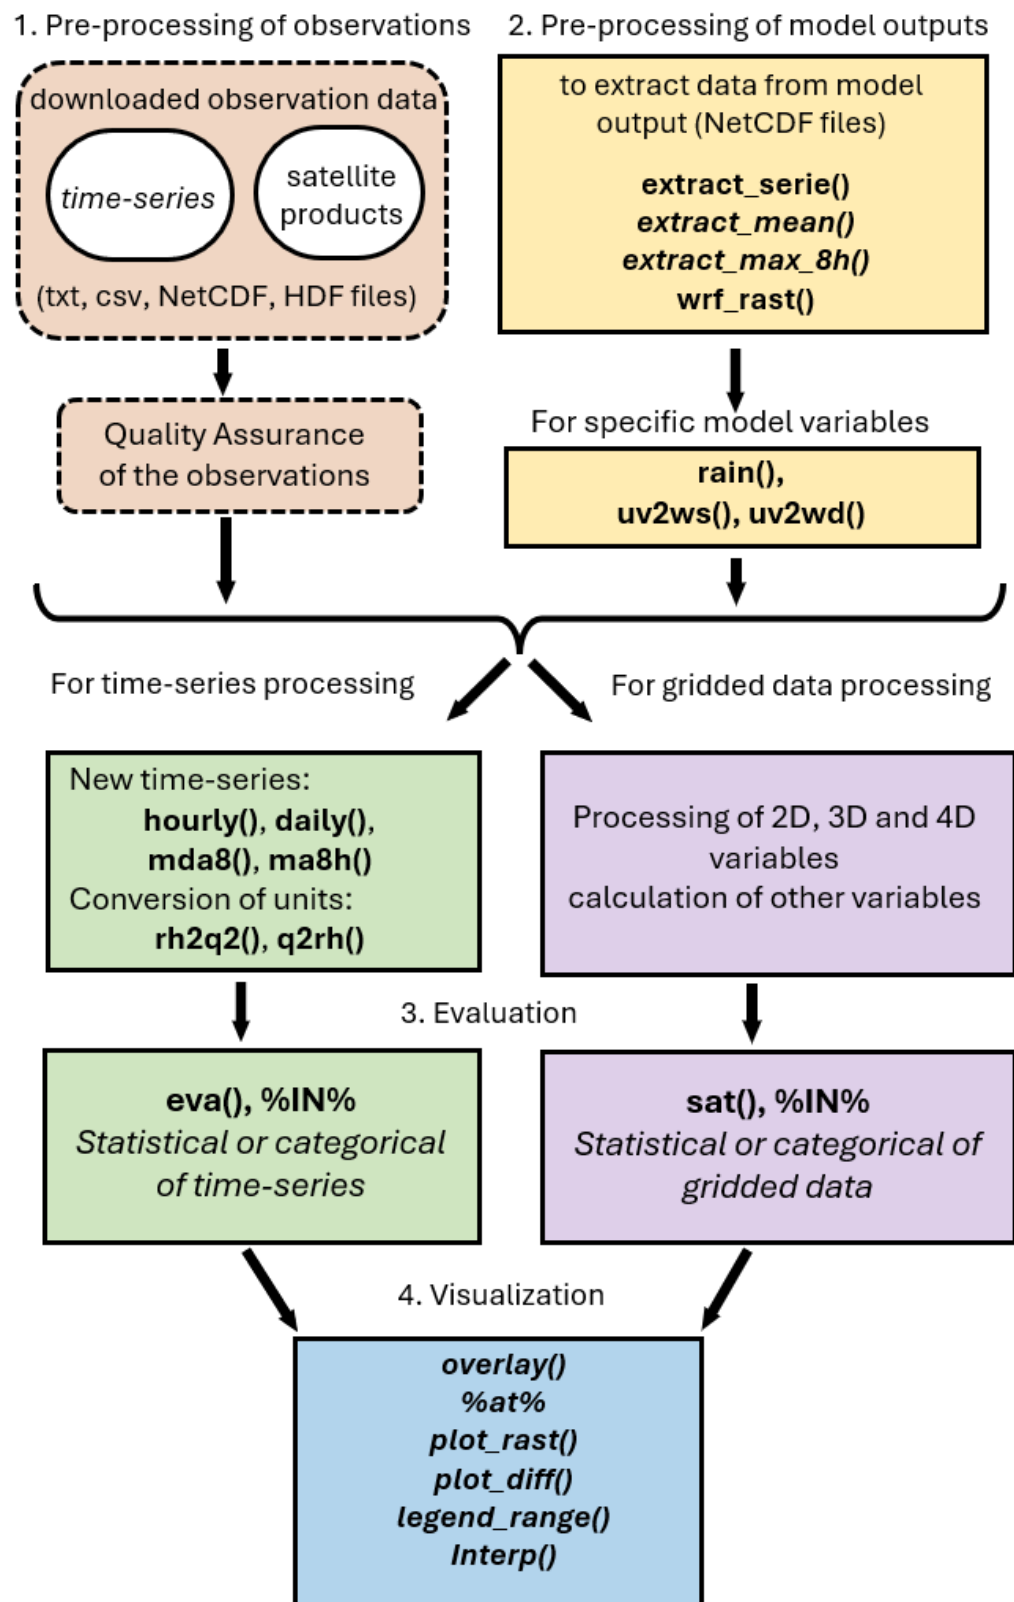 1. Pre-processing of observations
downloaded observation data
time-series
satellite
products
(txt, csv, NetCDF, HDF files)
Quality Assurance
of the observations
2. Pre-processing of model outputs
to extract data from model
output (NetCDF files)
extract_serie()
extract_mean()
extract_max_8h()
wrf_rast()
For specific model variables
rain(),
uv2ws(), uv2wd()
For time-series processing
For gridded data processing
New time-series:
hourly(), daily(),
mda8(), ma8h()
Conversion of units:
rh2q2(), q2rh()
Processing of 2D, 3D and 4D
variables
calculation of other variables
3. Evaluation
eva(), %IN%
Statistical or categorical
of time-series
sat(), %IN%
Statistical or categorical of
gridded data
4. Visualization
overlay()
%at%
plot_rast()
plot_diff()
legend_range()
Interp()